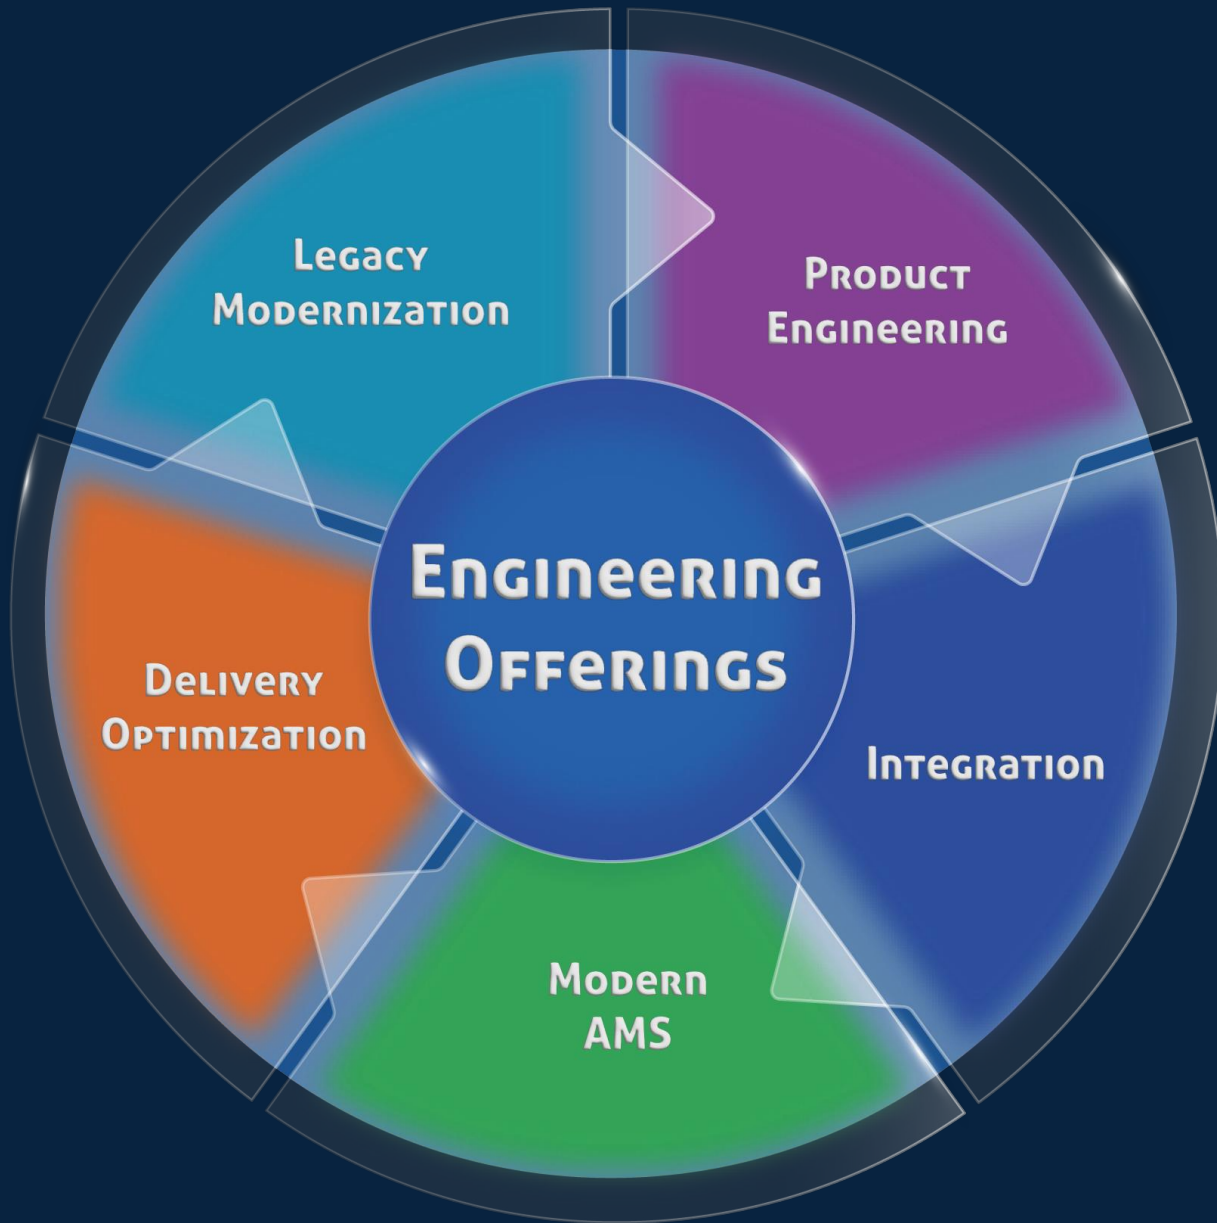 Legacy
Modernization
Product
Engineering
Engineering
Offerings
Delivery
Optimization
Integration
Modern
AMS